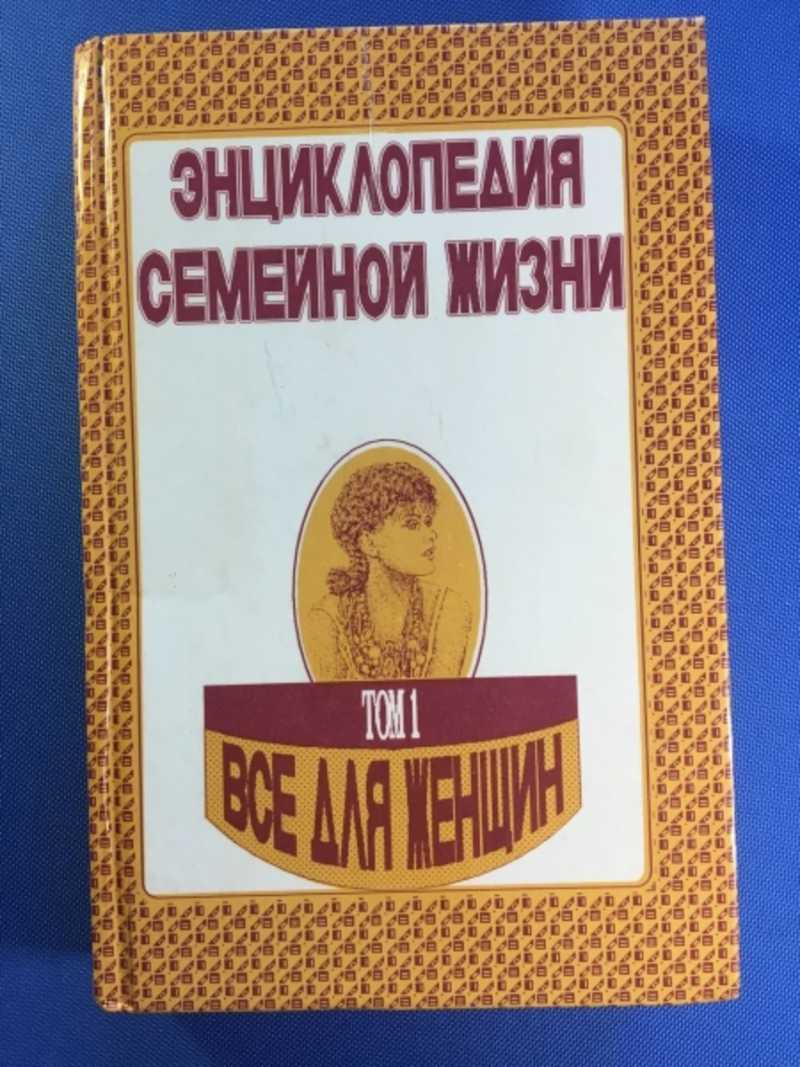 ЭНЦИКЛОПЕДИЯ
СЕМЕЙНОЙ ЖИЗНИ
ТОМ 1
ВСЕ ДЛЯ ЖЕНЩИН